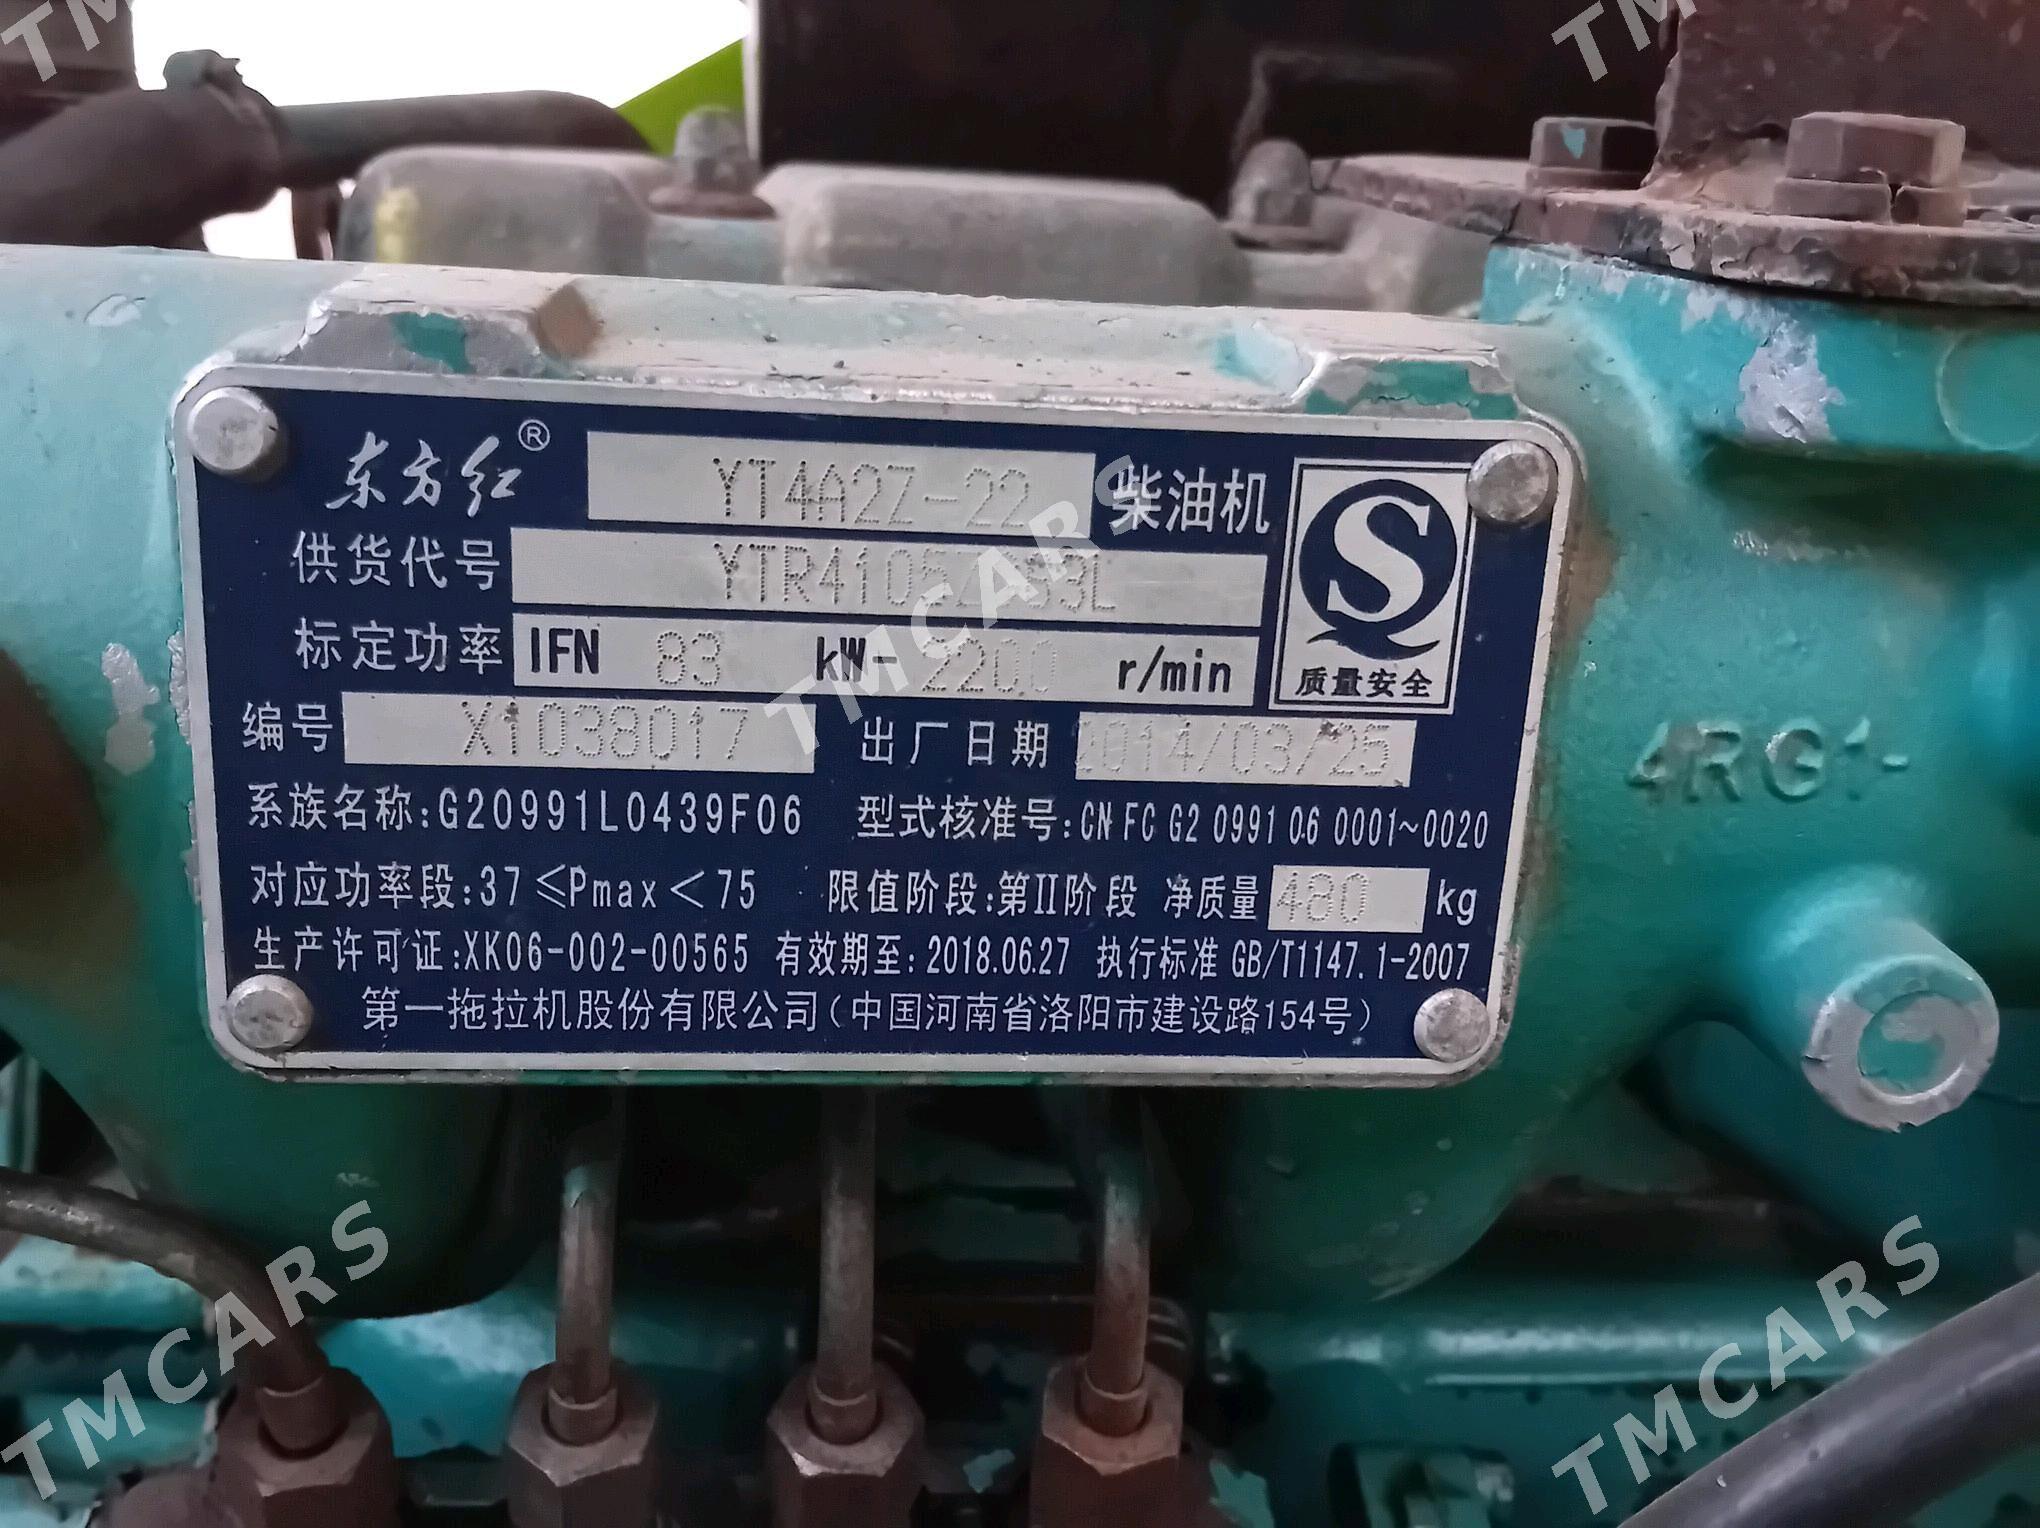 东方红® YT4A2Z-22 柴油机
供货代号 YTR4105Z
标定功率 IFN 83 kW- 2200 r/min
S
质量安全
编号 X1038017 出厂日期 2014/03/25
系族名称:G20991L0439F06 型式核准号:CN FC G2 0991 06 0001~0020
对应功率段:37≤Pmax<75 限值阶段:第II阶段 净质量 480 kg
生产许可证:XK06-002-00565 有效期至:2018.06.27 执行标准 GB/T1147.1-2007
第一拖拉机股份有限公司(中国河南省洛阳市建设路154号)
4RG1-
TMCARS
TMCARS
TMCARS